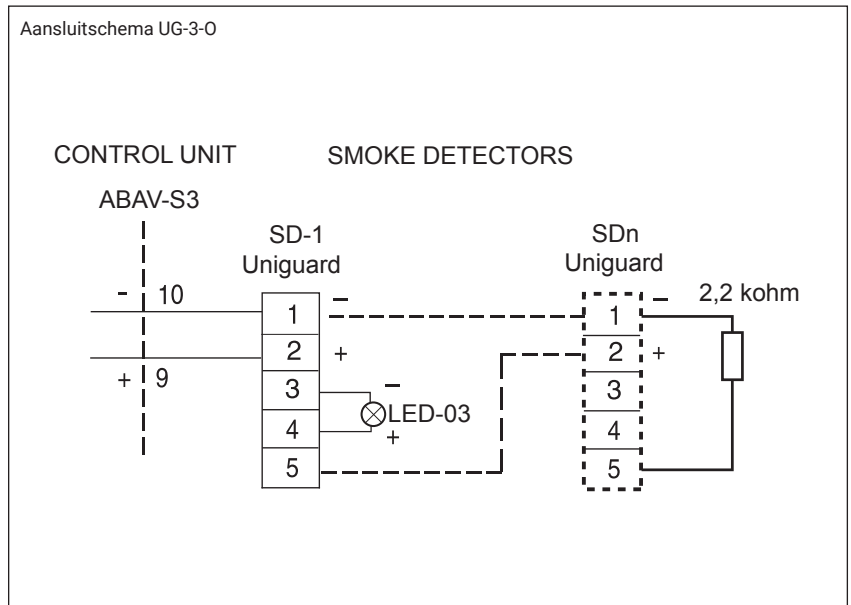 Aansluitschema UG-3-O
CONTROL UNIT
SMOKE DETECTORS
ABAV-S3
SD-1
Uniguard
SDn
Uniguard
- 10
+ 9
1 -
2 +
3 -
4 +
5
LED-03
1 -
2 +
3
4
5
2,2 kohm